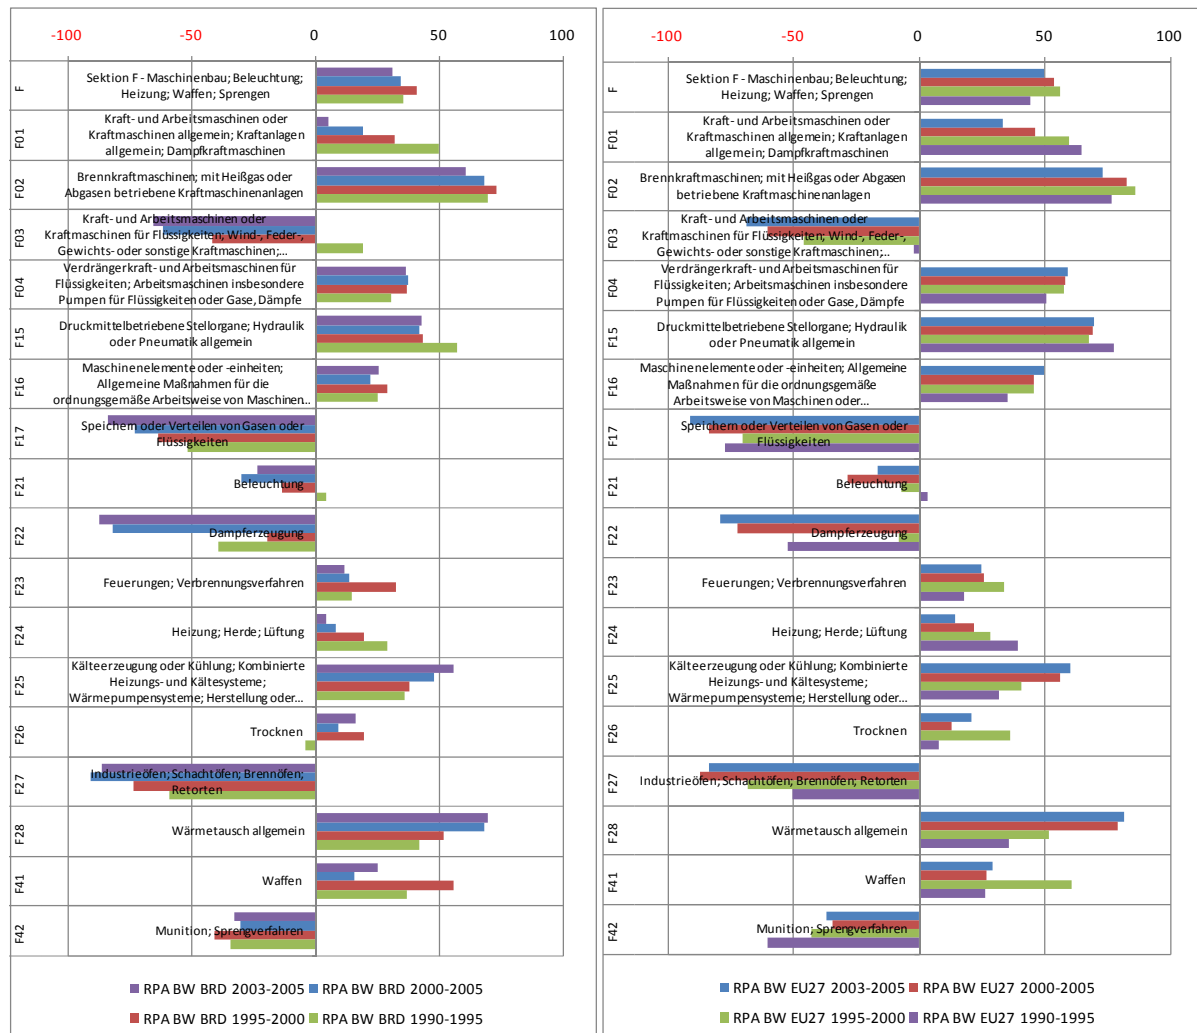 -100 -50 0 50 100
F
Sektion F - Maschinenbau; Beleuchtung;
Heizung; Waffen; Sprengen
F01
Kraft- und Arbeitsmaschinen oder
Kraftmaschinen allgemein; Kraftanlagen
allgemein; Dampfkraftmaschinen
F02
Brennkraftmaschinen; mit Heißgas oder
Abgasen betriebene Kraftmaschinenanlagen
F03
Kraft- und Arbeitsmaschinen oder
Kraftmaschinen für Flüssigkeiten; Wind-, Feder-,
Gewichts- oder sonstige Kraftmaschinen;...
F04
Verdrängerkraft- und Arbeitsmaschinen für
Flüssigkeiten; Arbeitsmaschinen insbesondere
Pumpen für Flüssigkeiten oder Gase, Dämpfe
F15
Druckmittelbetriebene Stellorgane; Hydraulik
oder Pneumatik allgemein
F16
Maschinenelemente oder -einheiten;
Allgemeine Maßnahmen für die
ordnungsgemäße Arbeitsweise von Maschinen...
F17
Speichern oder Verteilen von Gasen oder
Flüssigkeiten
F21
Beleuchtung
F22
Dampferzeugung
F23
Feuerungen; Verbrennungsverfahren
F24
Heizung; Herde; Lüftung
F25
Kälteerzeugung oder Kühlung; Kombinierte
Heizungs- und Kältesysteme;
Wärmepumpensysteme; Herstellung oder...
F26
Trocknen
F27
Industrieöfen; Schachtöfen; Brennöfen;
Retorten
F28
Wärmetausch allgemein
F41
Waffen
F42
Munition; Sprengverfahren
RPA BW BRD 2003-2005 RPA BW BRD 2000-2005
RPA BW BRD 1995-2000 RPA BW BRD 1990-1995
-100 -50 0 50 100
F
Sektion F - Maschinenbau; Beleuchtung;
Heizung; Waffen; Sprengen
F01
Kraft- und Arbeitsmaschinen oder
Kraftmaschinen allgemein; Kraftanlagen
allgemein; Dampfkraftmaschinen
F02
Brennkraftmaschinen; mit Heißgas oder Abgasen
betriebene Kraftmaschinenanlagen
F03
Kraft- und Arbeitsmaschinen oder
Kraftmaschinen für Flüssigkeiten; Wind-, Feder-,
Gewichts- oder sonstige Kraftmaschinen;...
F04
Verdrängerkraft- und Arbeitsmaschinen für
Flüssigkeiten; Arbeitsmaschinen insbesondere
Pumpen für Flüssigkeiten oder Gase, Dämpfe
F15
Druckmittelbetriebene Stellorgane; Hydraulik
oder Pneumatik allgemein
F16
Maschinenelemente oder -einheiten; Allgemeine
Maßnahmen für die ordnungsgemäße
Arbeitsweise von Maschinen oder...
F17
Speichern oder Verteilen von Gasen oder
Flüssigkeiten
F21
Beleuchtung
F22
Dampferzeugung
F23
Feuerungen; Verbrennungsverfahren
F24
Heizung; Herde; Lüftung
F25
Kälteerzeugung oder Kühlung; Kombinierte
Heizungs- und Kältesysteme;
Wärmepumpensysteme; Herstellung oder...
F26
Trocknen
F27
Industrieöfen; Schachtöfen; Brennöfen; Retorten
F28
Wärmetausch allgemein
F41
Waffen
F42
Munition; Sprengverfahren
RPA BW EU27 2003-2005 RPA BW EU27 2000-2005
RPA BW EU27 1995-2000 RPA BW EU27 1990-1995